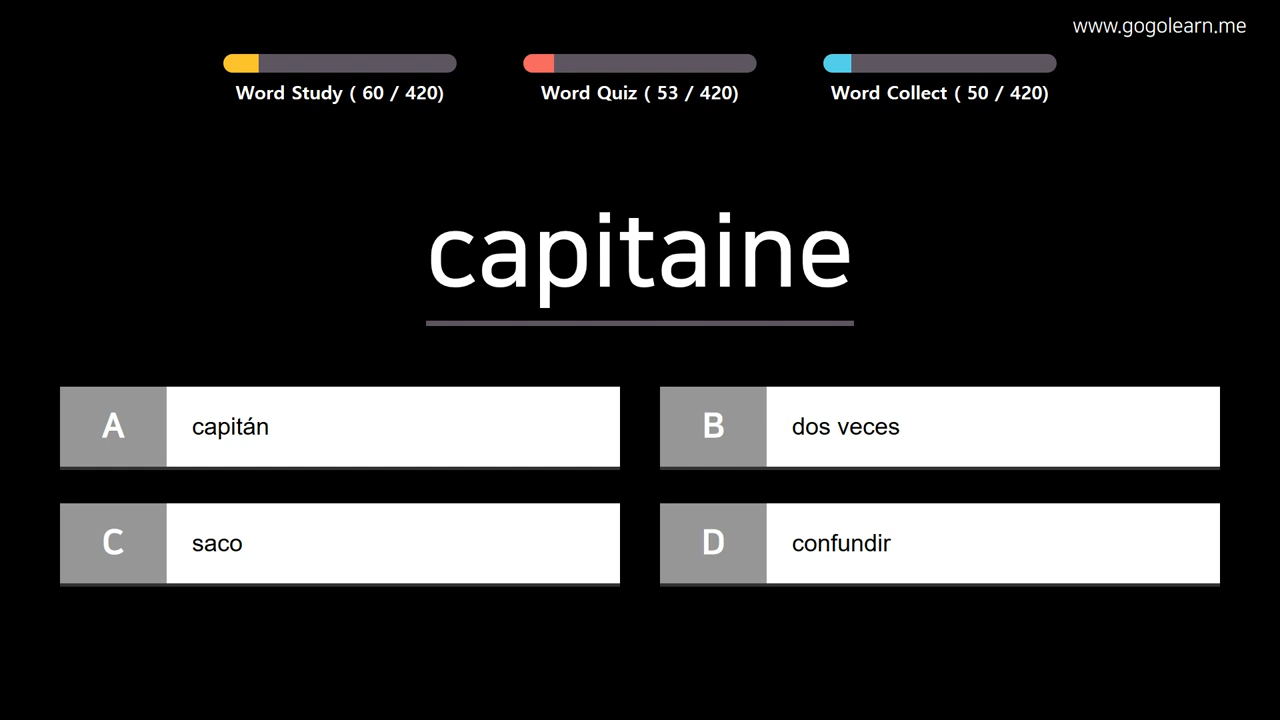 www.gogolearn.me
Word Study ( 60 / 420)
Word Quiz ( 53 / 420)
Word Collect ( 50 / 420)
capitaine
A capitán
B dos veces
C saco
D confundir